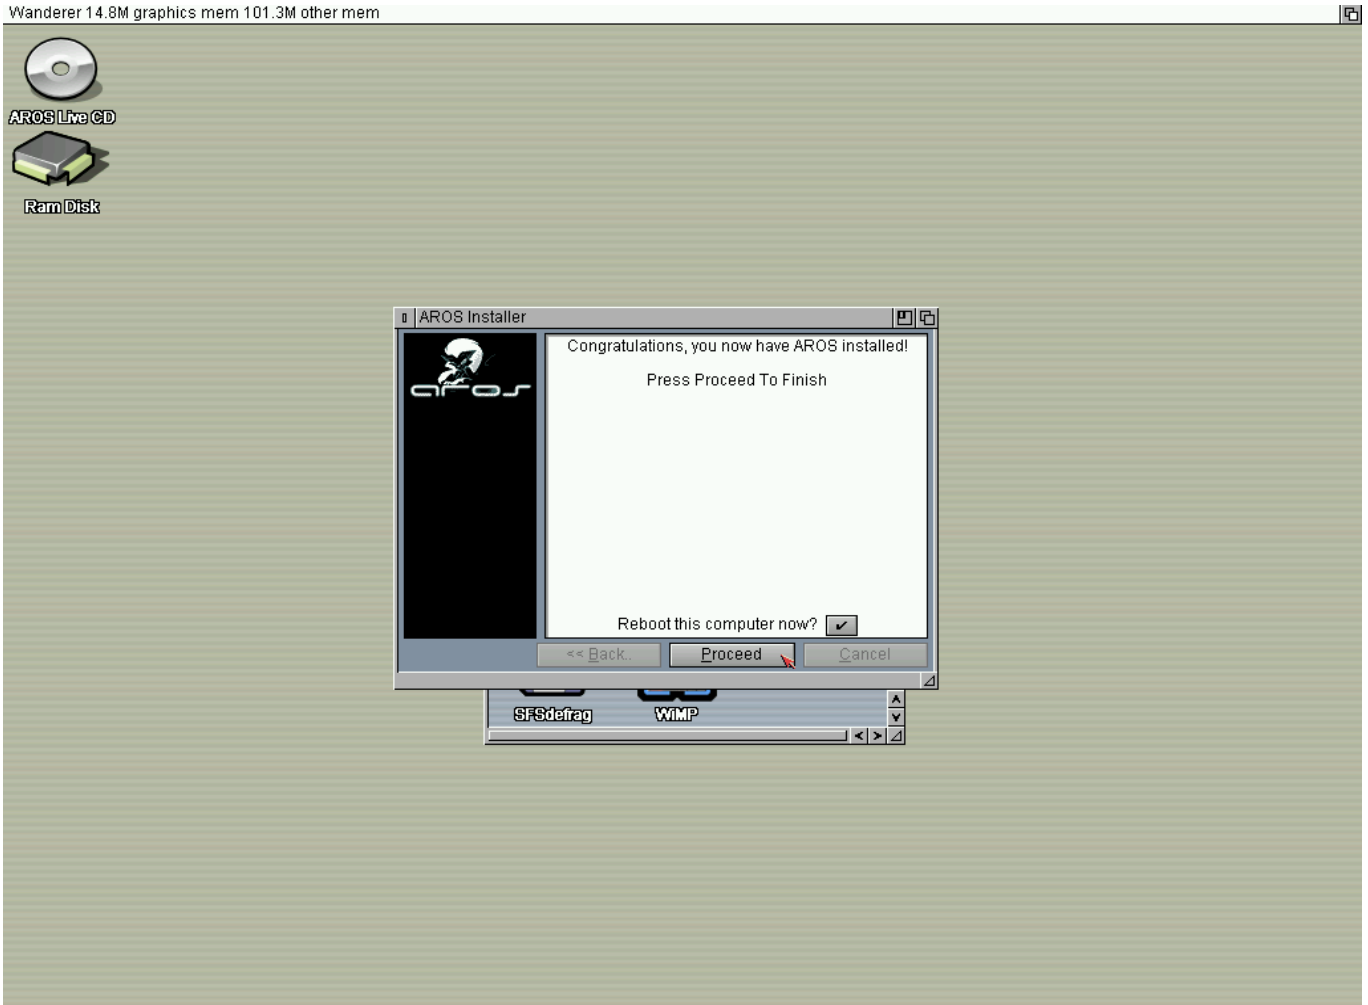 Wanderer 14.8M graphics mem 101.3M other mem
AROS Live CD
Ram Disk
AROS Installer
aros
Congratulations, you now have AROS installed!
Press Proceed To Finish
Reboot this computer now?
<< Back..
Proceed
Cancel
SFSdefrag
WiMP